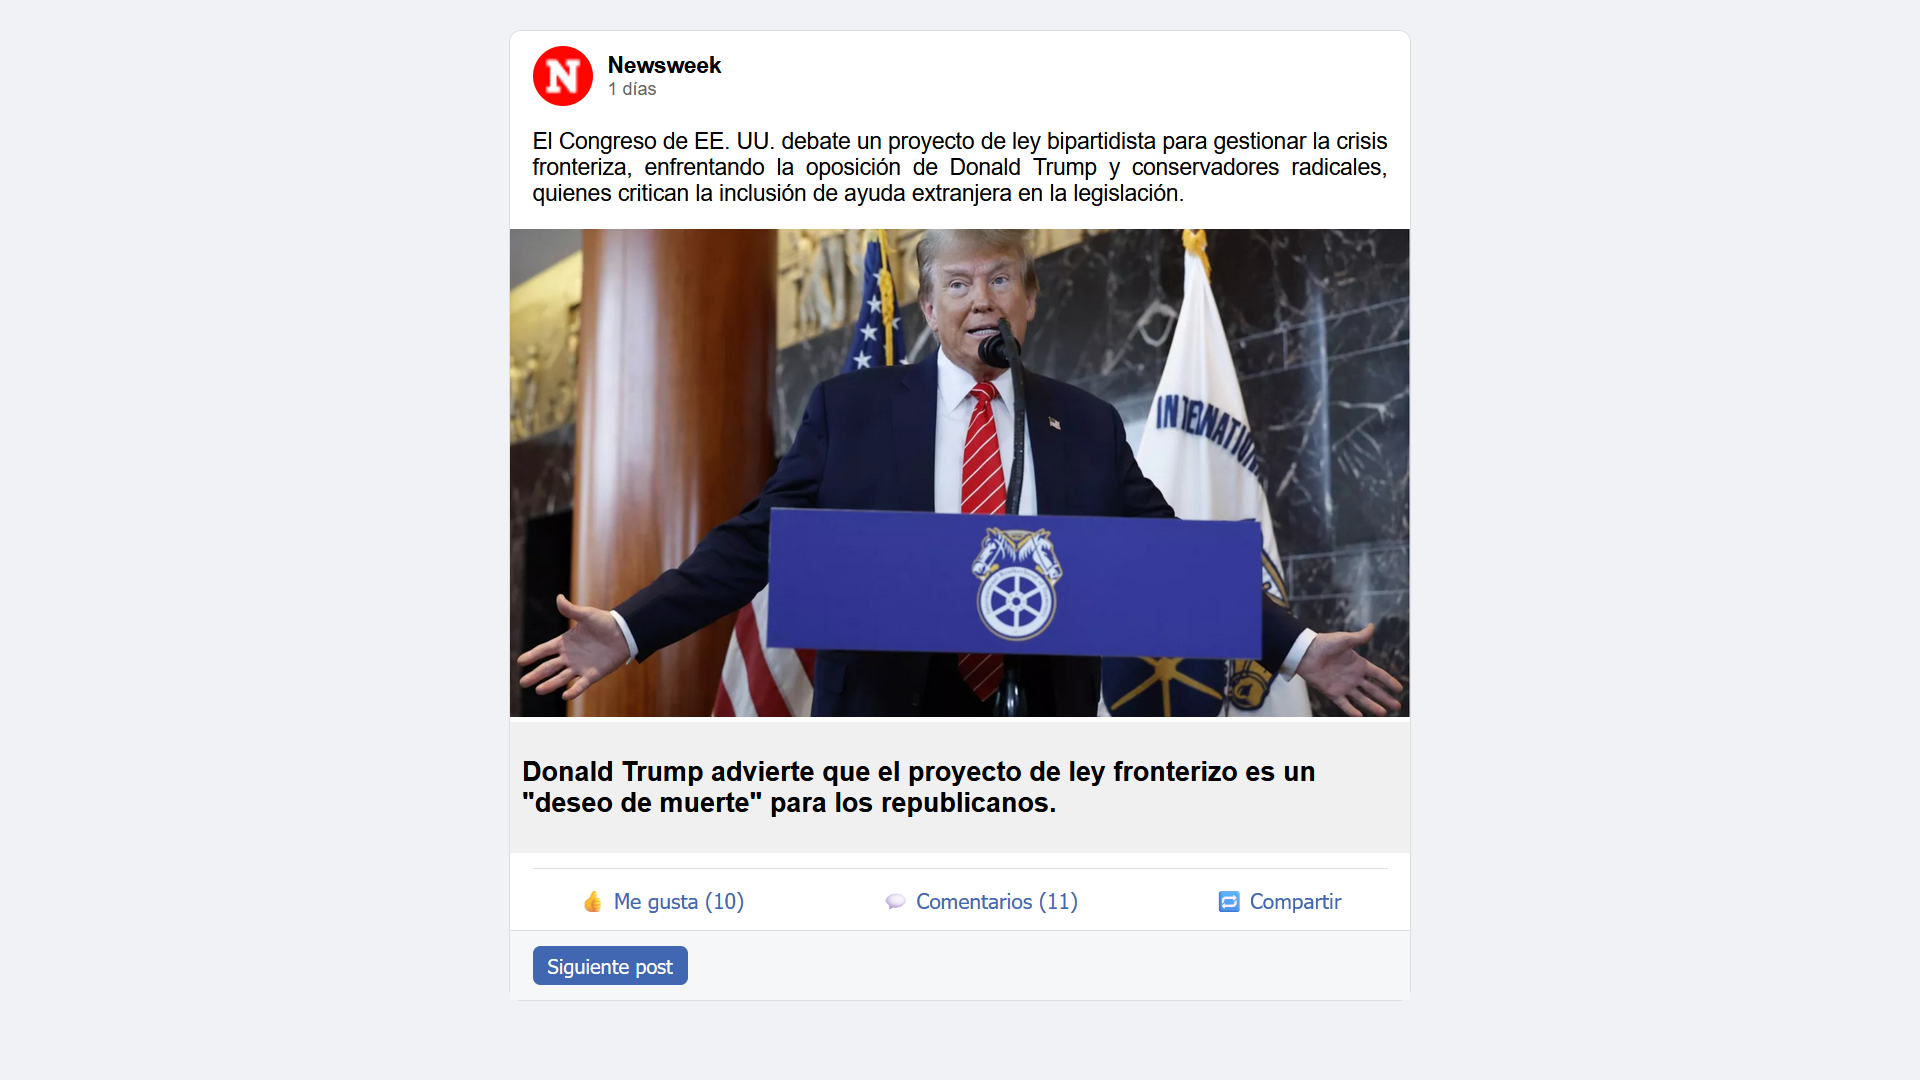 N
Newsweek
1 días
El Congreso de EE. UU. debate un proyecto de ley bipartidista para gestionar la crisis
fronteriza, enfrentando la oposición de Donald Trump y conservadores radicales,
quienes critican la inclusión de ayuda extranjera en la legislación.
INTERNATION
Donald Trump advierte que el proyecto de ley fronterizo es un
"deseo de muerte" para los republicanos.
👍 Me gusta (10)
💬 Comentarios (11)
🔁 Compartir
Siguiente post